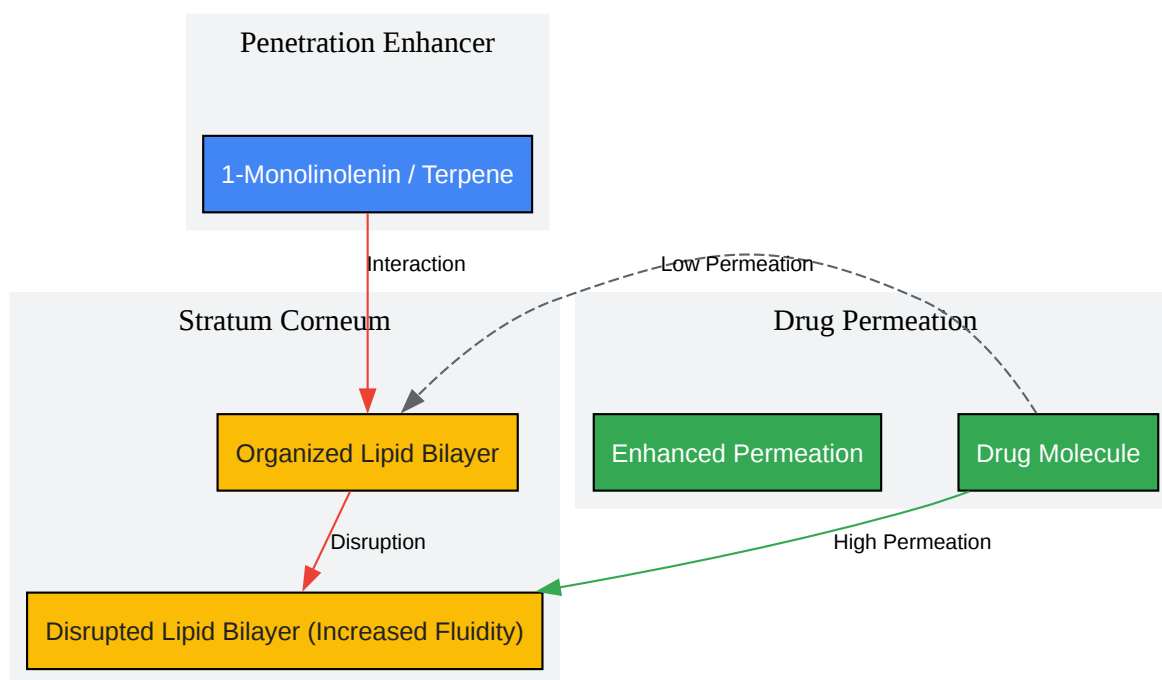 Penetration Enhancer
1-Monolinolenin / Terpene
Interaction
Low Permeation
Stratum Corneum
Drug Permeation
Organized Lipid Bilayer
Enhanced Permeation
Drug Molecule
Disruption
High Permeation
Disrupted Lipid Bilayer (Increased Fluidity)